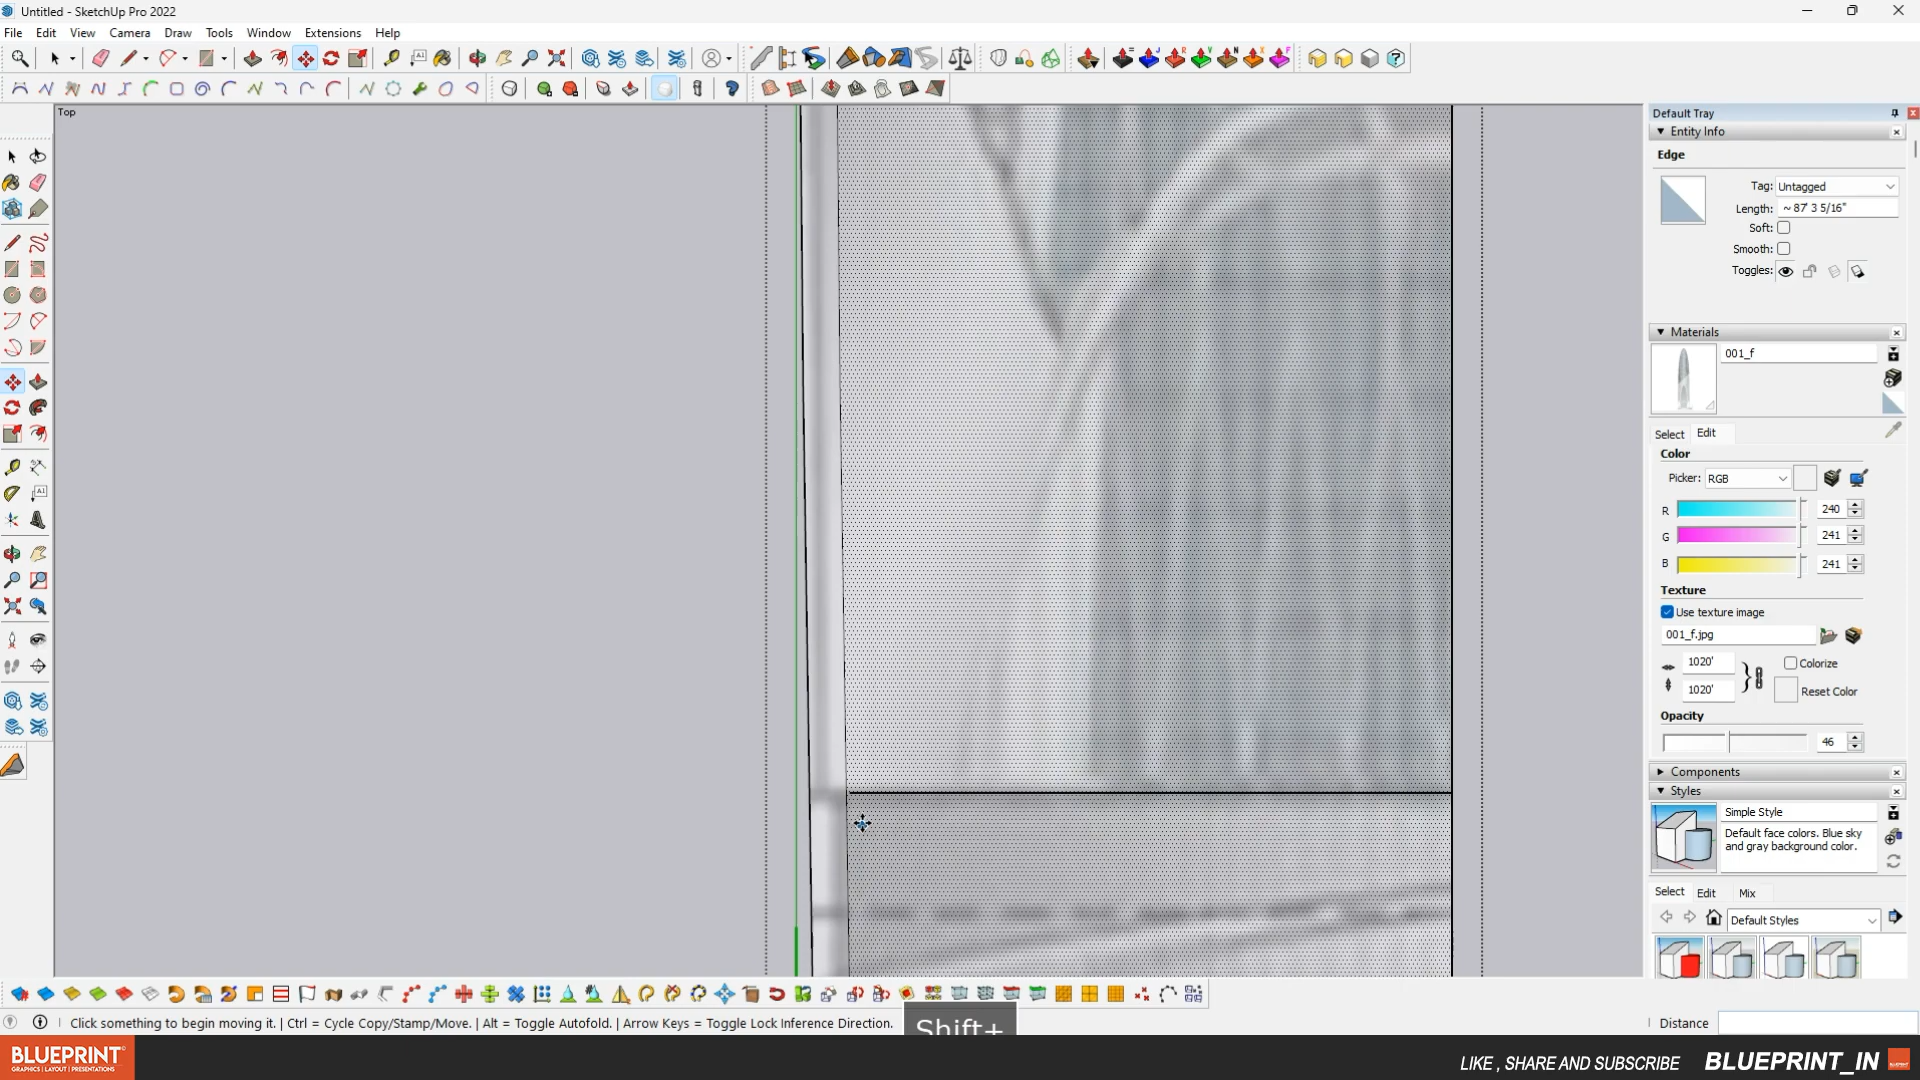 Untitled - SketchUp Pro 2022
File Edit View Camera Draw Tools Window Extensions Help
Top
Default Tray
Entity Info
Edge
Tag: Untagged
Length: ~ 87' 3 5/16"
Soft:
Smooth:
Toggles:
Materials
001_f
Select Edit
Color
Picker: RGB
R 240
G 241
B 241
Texture
Use texture image
001_f.jpg
1020' Colorize
1020' Reset Color
Opacity
46
Components
Styles
Simple Style
Default face colors. Blue sky
and gray background color.
Select Edit Mix
Default Styles
Click something to begin moving it. | Ctrl = Cycle Copy/Stamp/Move. | Alt = Toggle Autofold. | Arrow Keys = Toggle Lock Inference Direction.
Shift+
Distance
BLUEPRINT
GRAPHICS | LAYOUT | PRESENTATIONS
LIKE , SHARE AND SUBSCRIBE BLUEPRINT_IN